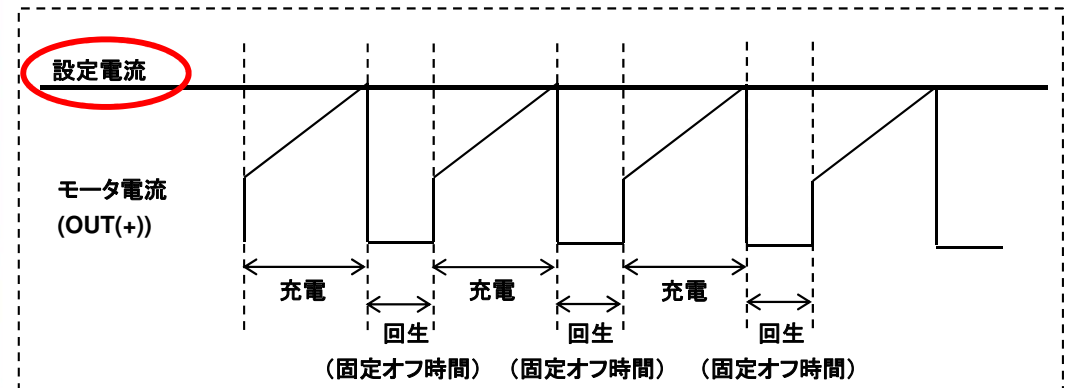 設定電流
モータ電流
(OUT(+))
充電 充電 充電
回生 回生 回生
（固定オフ時間） （固定オフ時間） （固定オフ時間）